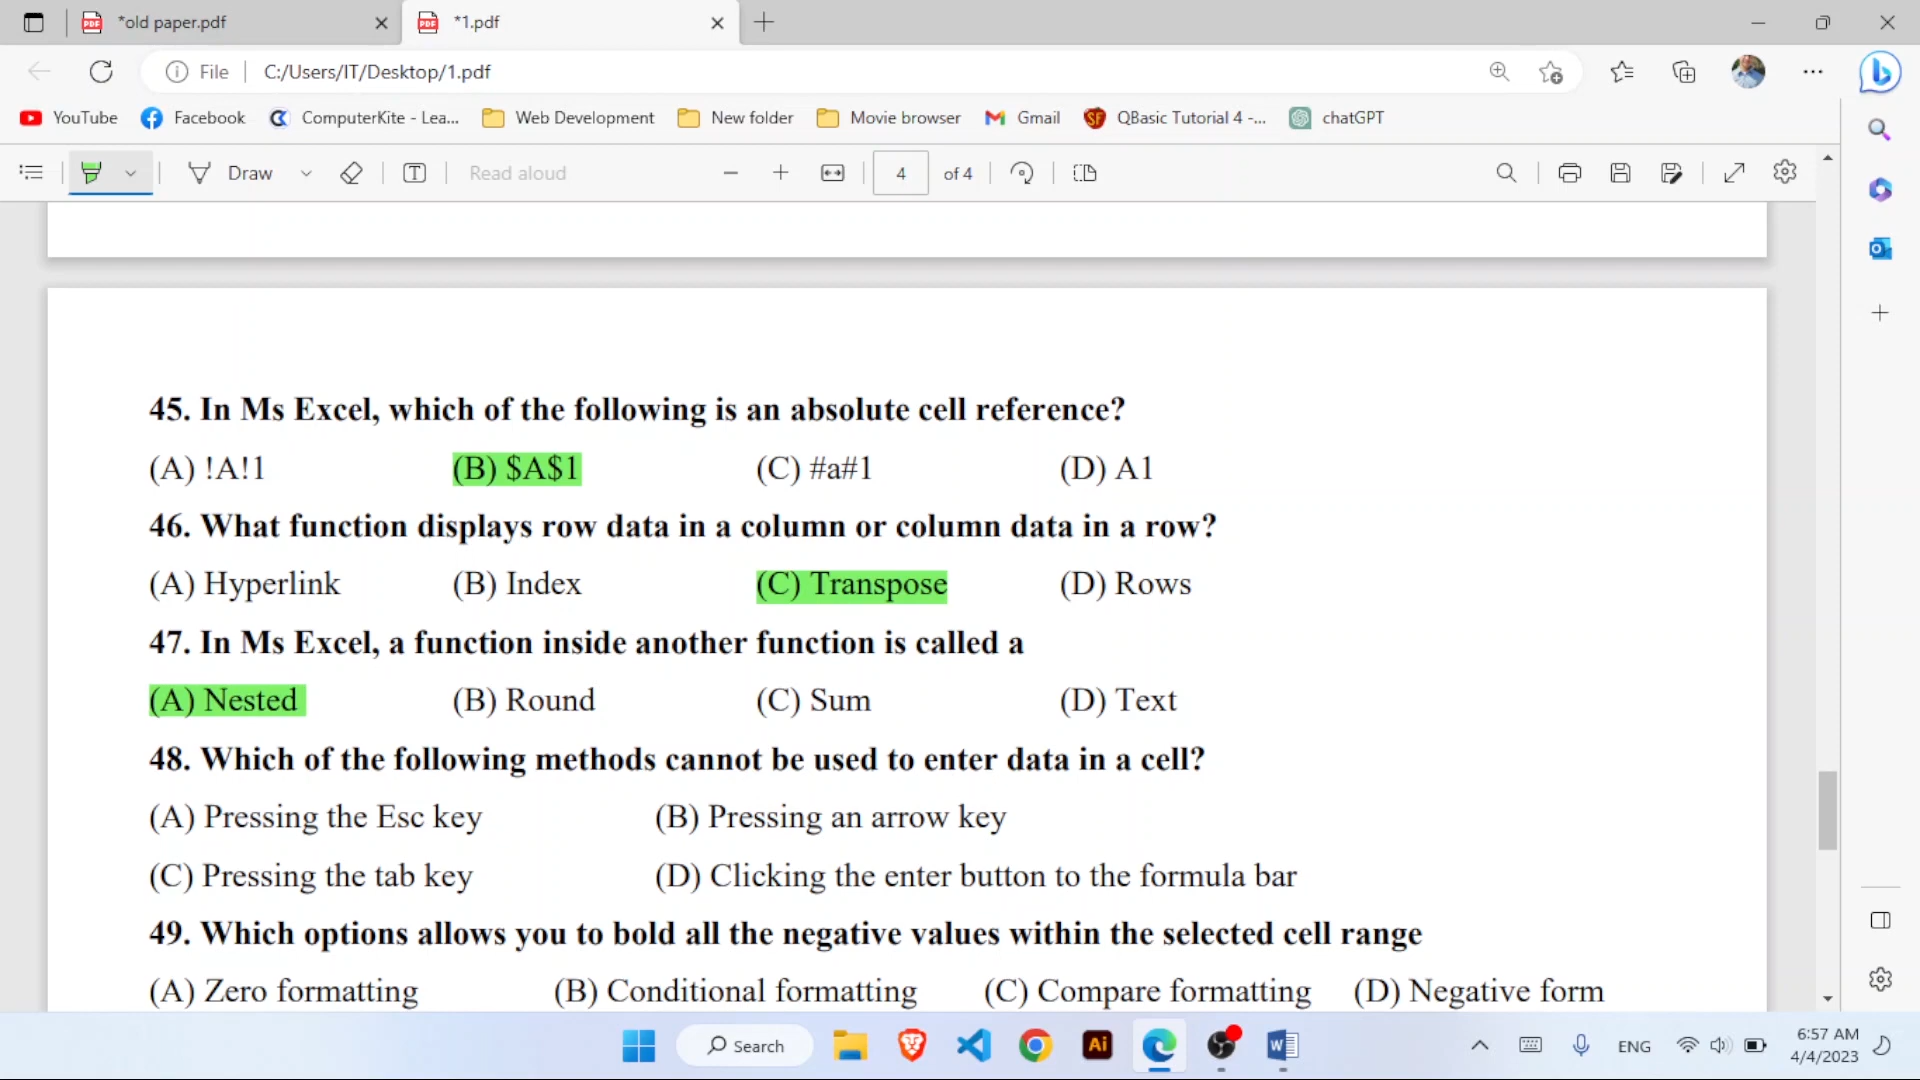 *old paper.pdf
*1.pdf
File
C:/Users/IT/Desktop/1.pdf
YouTube
Facebook
ComputerKite - Lea...
Web Development
New folder
Movie browser
Gmail
QBasic Tutorial 4 -...
chatGPT
Draw
Read aloud
4 of 4
45. In Ms Excel, which of the following is an absolute cell reference?
(A) !A!1 (B) $A$1 (C) #a#1 (D) A1
46. What function displays row data in a column or column data in a row?
(A) Hyperlink (B) Index (C) Transpose (D) Rows
47. In Ms Excel, a function inside another function is called a
(A) Nested (B) Round (C) Sum (D) Text
48. Which of the following methods cannot be used to enter data in a cell?
(A) Pressing the Esc key (B) Pressing an arrow key
(C) Pressing the tab key (D) Clicking the enter button to the formula bar
49. Which options allows you to bold all the negative values within the selected cell range
(A) Zero formatting (B) Conditional formatting (C) Compare formatting (D) Negative form
Search
Ai
ENG
6:57 AM
4/4/2023